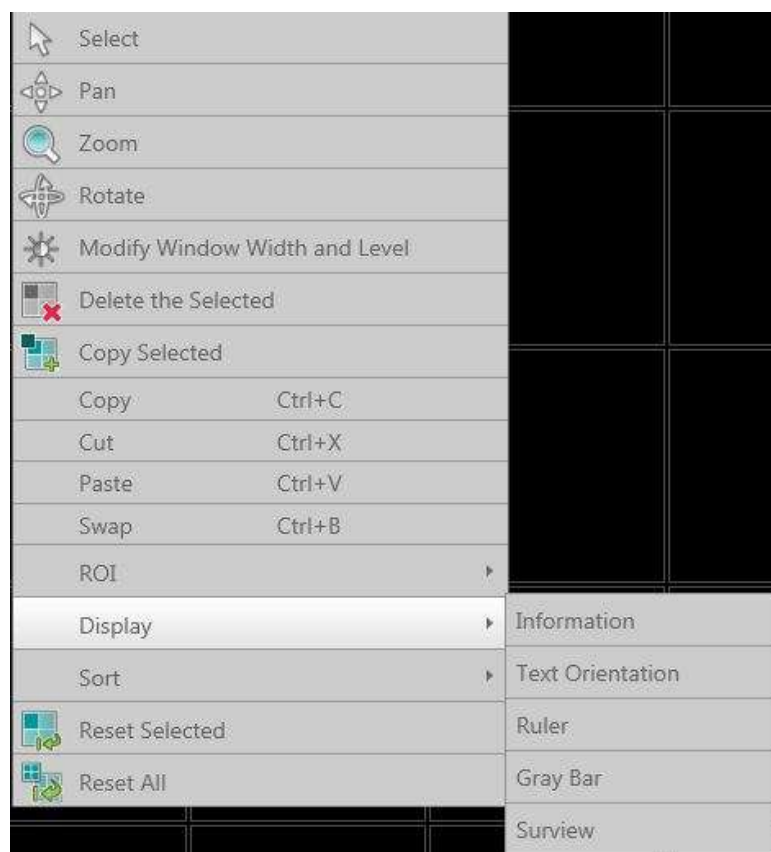 Select
Pan
Zoom
Rotate
Modify Window Width and Level
Delete the Selected
Copy Selected
Copy Ctrl+C
Cut Ctrl+X
Paste Ctrl+V
Swap Ctrl+B
ROI
Display
Information
Text Orientation
Sort
Ruler
Reset Selected
Gray Bar
Reset All
Surview